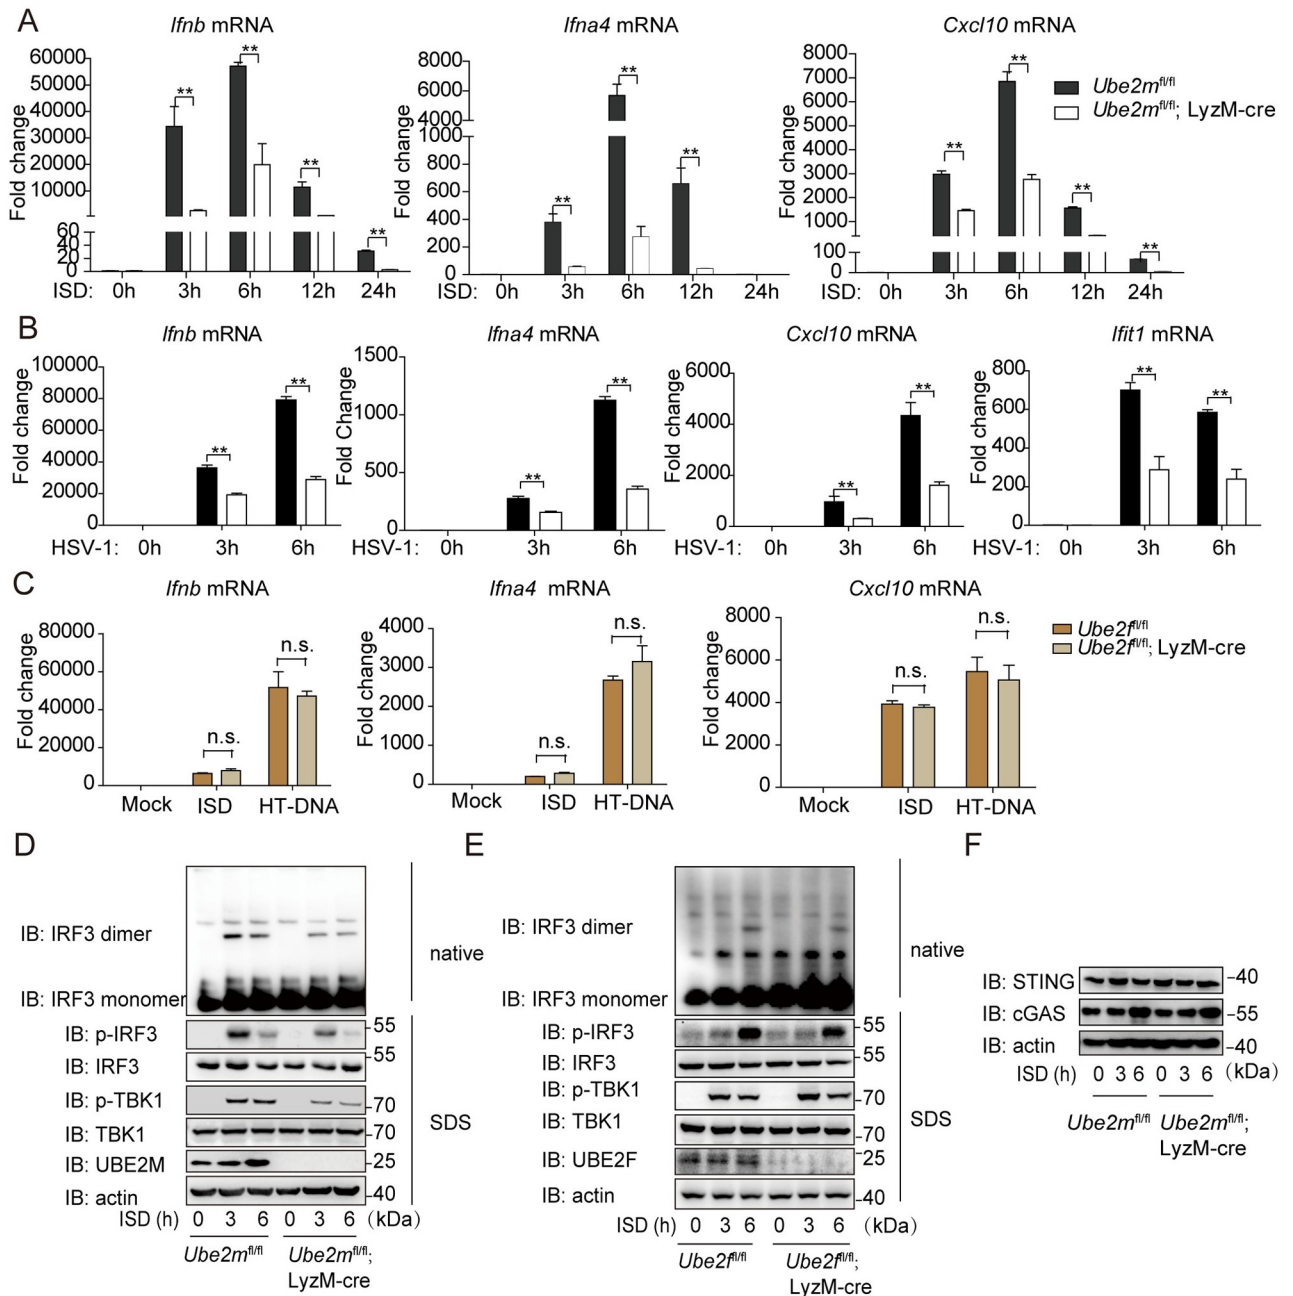 A
Ifnb mRNA
Fold change
60000
50000
40000
30000
20000
10000
60
40
20
0
**
**
**
**
ISD: 0h 3h 6h 12h 24h
Ifna4 mRNA
Fold change
8000
6000
4000
1000
800
600
400
200
0
**
**
**
ISD: 0h 3h 6h 12h 24h
Cxcl10 mRNA
Fold change
8000
7000
6000
5000
4000
3000
2000
1000
100
0
**
**
**
**
ISD: 0h 3h 6h 12h 24h
Ube2mfl/fl
Ube2mfl/fl; LyzM-cre
B
Ifnb mRNA
Fold change
100000
80000
60000
40000
20000
0
**
**
HSV-1: 0h 3h 6h
Ifna4 mRNA
Fold Change
1500
1000
500
0
**
**
HSV-1: 0h 3h 6h
Cxcl10 mRNA
Fold change
6000
4000
2000
0
**
**
HSV-1: 0h 3h 6h
Ifit1 mRNA
Fold change
800
600
400
200
0
**
**
HSV-1: 0h 3h 6h
C
Ifnb mRNA
Fold change
80000
60000
40000
20000
0
n.s.
n.s.
Mock ISD HT-DNA
Ifna4 mRNA
Fold change
4000
3000
2000
1000
0
n.s.
n.s.
Mock ISD HT-DNA
Cxcl10 mRNA
Fold change
8000
6000
4000
2000
0
n.s.
n.s.
Mock ISD HT-DNA
Ube2ffl/fl
Ube2ffl/fl; LyzM-cre
D
IB: IRF3 dimer
native
IB: IRF3 monomer
IB: p-IRF3 55
IB: IRF3 55
IB: p-TBK1 70
SDS
IB: TBK1 70
IB: UBE2M 25
IB: actin 40
ISD (h) 0 3 6 0 3 6 (kDa)
Ube2mfl/fl Ube2mfl/fl;
LyzM-cre
E
IB: IRF3 dimer
native
IB: IRF3 monomer
IB: p-IRF3 55
IB: IRF3 55
IB: p-TBK1 70
SDS
IB: TBK1 70
IB: UBE2F 25
IB: actin 40
ISD (h) 0 3 6 0 3 6 (kDa)
Ube2ffl/fl Ube2ffl/fl;
LyzM-cre
F
IB: STING 40
IB: cGAS 55
IB: actin 40
ISD (h) 0 3 6 0 3 6 (kDa)
Ube2mfl/fl Ube2mfl/fl;
LyzM-cre